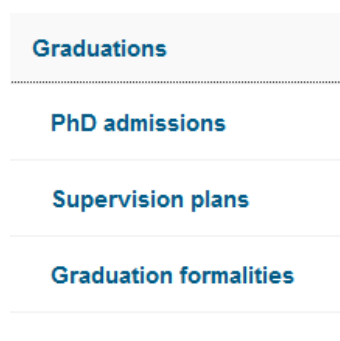 Graduations
PhD admissions
Supervision plans
Graduation formalities